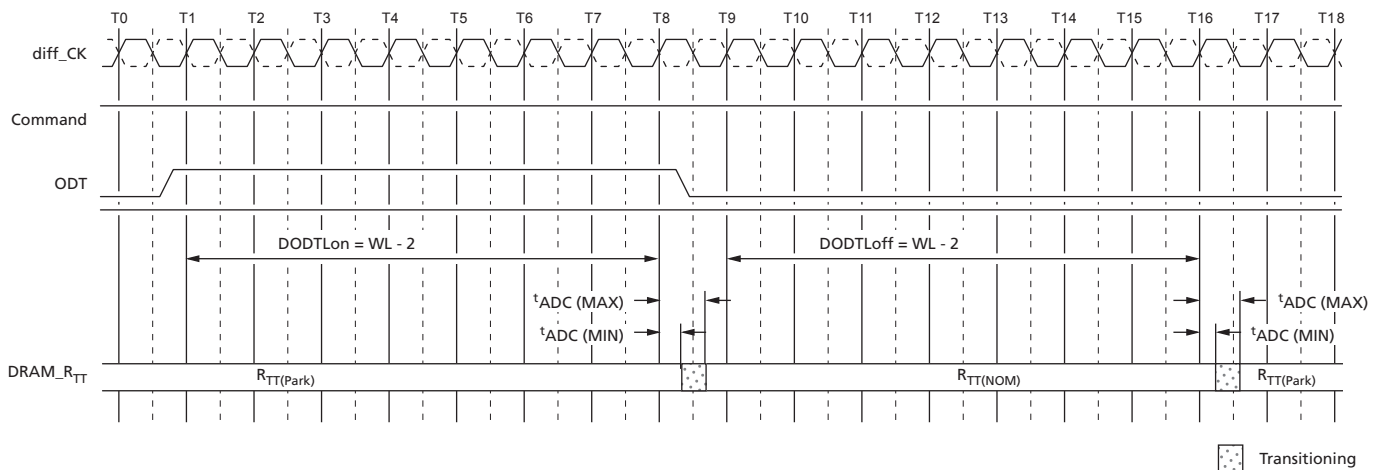 T0 T1 T2 T3 T4 T5 T6 T7 T8 T9 T10 T11 T12 T13 T14 T15 T16 T17 T18
diff_CK
Command
ODT
DODTLon = WL - 2 DODTLoff = WL - 2
tADC (MAX) tADC (MAX)
tADC (MIN) tADC (MIN)
DRAM_RTT RTT(Park) RTT(NOM) RTT(Park)
Transitioning